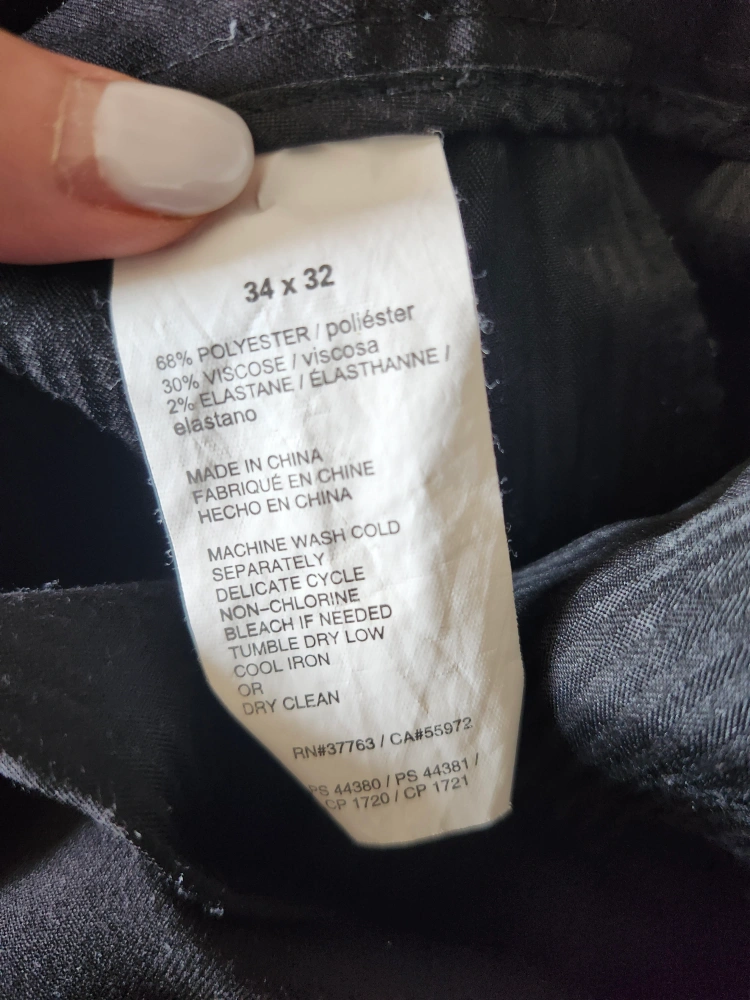 34 x 32
68% POLYESTER / poliéster
30% VISCOSE / viscosa
2% ELASTANE / ÉLASTHANNE /
elastano
MADE IN CHINA
FABRIQUÉ EN CHINE
HECHO EN CHINA
MACHINE WASH COLD
SEPARATELY
DELICATE CYCLE
NON-CHLORINE
BLEACH IF NEEDED
TUMBLE DRY LOW
COOL IRON
OR
DRY CLEAN
RN#37763 / CA#55972
PS 44380 / PS 44381 /
CP 1720 / CP 1721